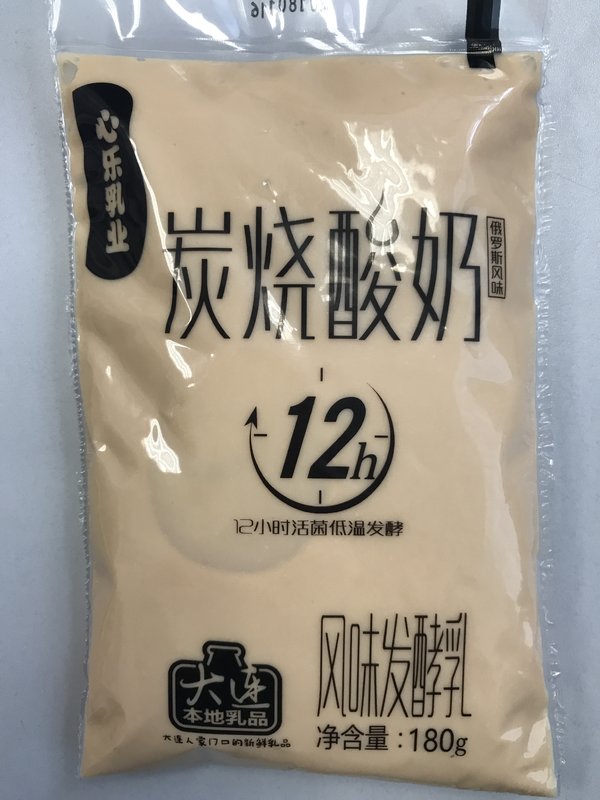 20180116
心乐乳业
炭烧酸奶
俄罗斯风味
12h
12小时活菌低温发酵
大连
本地乳品
大连人家门口的新鲜乳品
风味发酵乳
净含量：180g